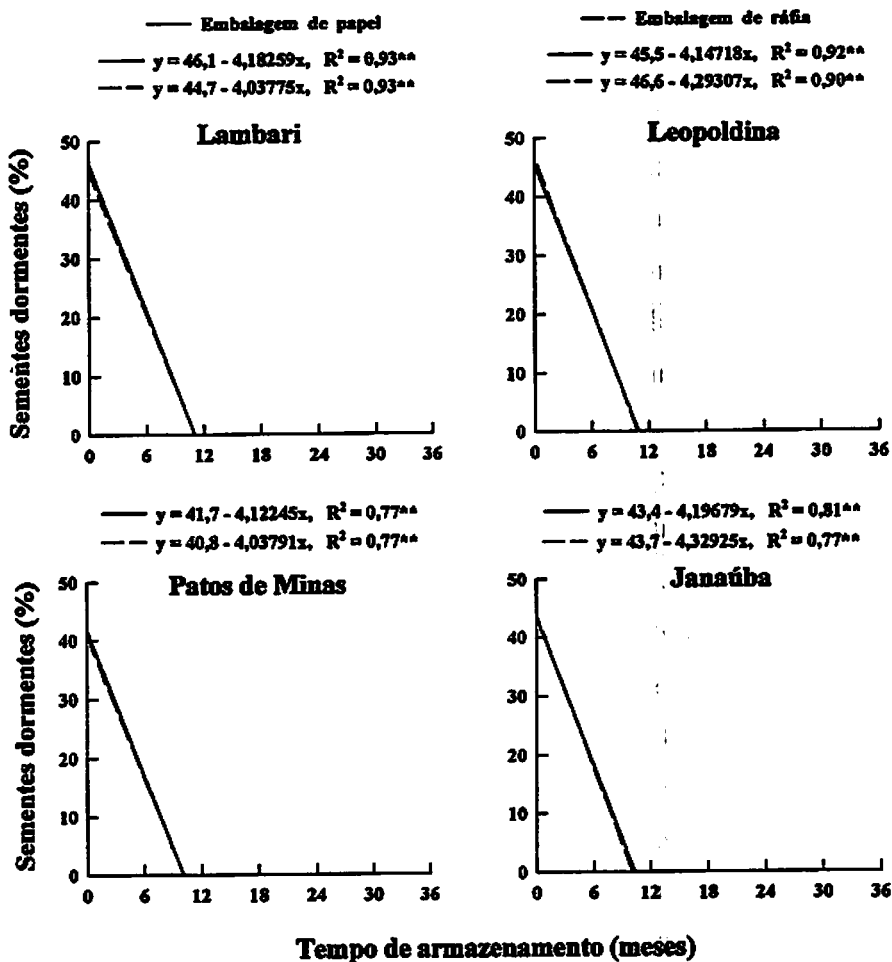 Embalagem de papel
Embalagem de ráfia
y = 46,1 - 4,18259x, R² = 0,93**
y = 44,7 - 4,03775x, R² = 0,93**
y = 45,5 - 4,14718x, R² = 0,92**
y = 46,6 - 4,29307x, R² = 0,90**
Lambari
Leopoldina
Sementes dormentes (%)
50
40
30
20
10
0
0 6 12 18 24 30 36
50
40
30
20
10
0
0 6 12 18 24 30 36
y = 41,7 - 4,12245x, R² = 0,77**
y = 40,8 - 4,03791x, R² = 0,77**
y = 43,4 - 4,19679x, R² = 0,81**
y = 43,7 - 4,32925x, R² = 0,77**
Patos de Minas
Janaúba
Sementes dormentes (%)
50
40
30
20
10
0
0 6 12 18 24 30 36
50
40
30
20
10
0
0 6 12 18 24 30 36
Tempo de armazenamento (meses)